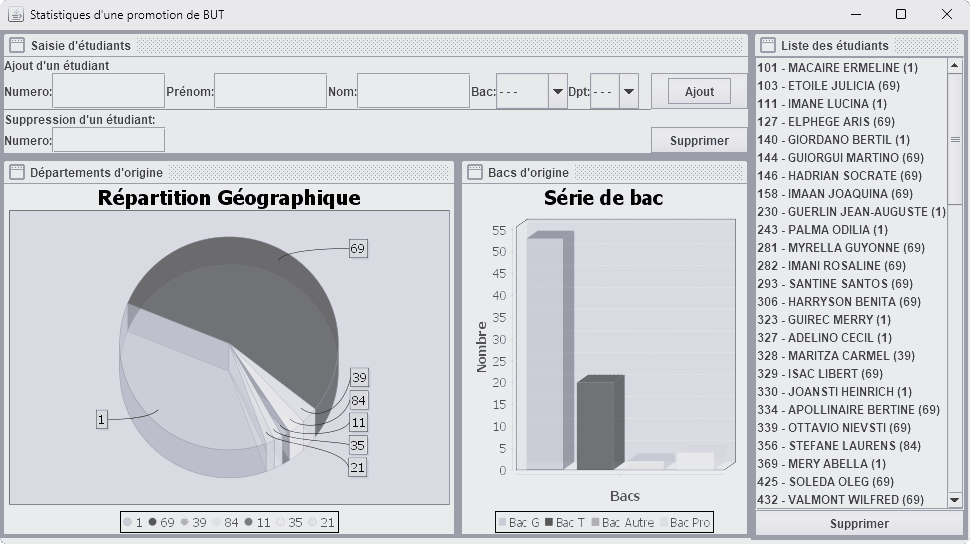 Statistiques d'une promotion de BUT
Saisie d'étudiants
Ajout d'un étudiant
Numero: Prénom: Nom: Bac: --- Dpt: --- Ajout
Suppression d'un étudiant:
Numero: Supprimer
Départements d'origine
Répartition Géographique
69
39
84
11
35
21
1
1 69 39 84 11 35 21
Bacs d'origine
Série de bac
Nombre
55
50
45
40
35
30
25
20
15
10
5
0
Bacs
Bac G Bac T Bac Autre Bac Pro
Liste des étudiants
101 - MACAIRE ERMELINE (1)
103 - ETOILE JULICIA (69)
111 - IMANE LUCINA (1)
127 - ELPHEGE ARIS (69)
140 - GIORDANO BERTIL (1)
144 - GUIORGUI MARTINO (69)
146 - HADRIAN SOCRATE (69)
158 - IMAAN JOAQUINA (69)
230 - GUERLIN JEAN-AUGUSTE (1)
243 - PALMA ODILIA (1)
281 - MYRELLA GUYONNE (69)
282 - IMANI ROSALINE (69)
293 - SANTINE SANTOS (69)
306 - HARRYSON BENITA (69)
323 - GUIREC MERRY (1)
327 - ADELINO CECIL (1)
328 - MARITZA CARMEL (39)
329 - ISAC LIBERT (69)
330 - JOANSTI HEINRICH (1)
334 - APOLLINAIRE BERTINE (69)
339 - OTTAVIO NIEVSTI (69)
356 - STEFANE LAURENS (84)
369 - MERY ABELLA (1)
425 - SOLEDA OLEG (69)
432 - VALMONT WILFRED (69)
Supprimer